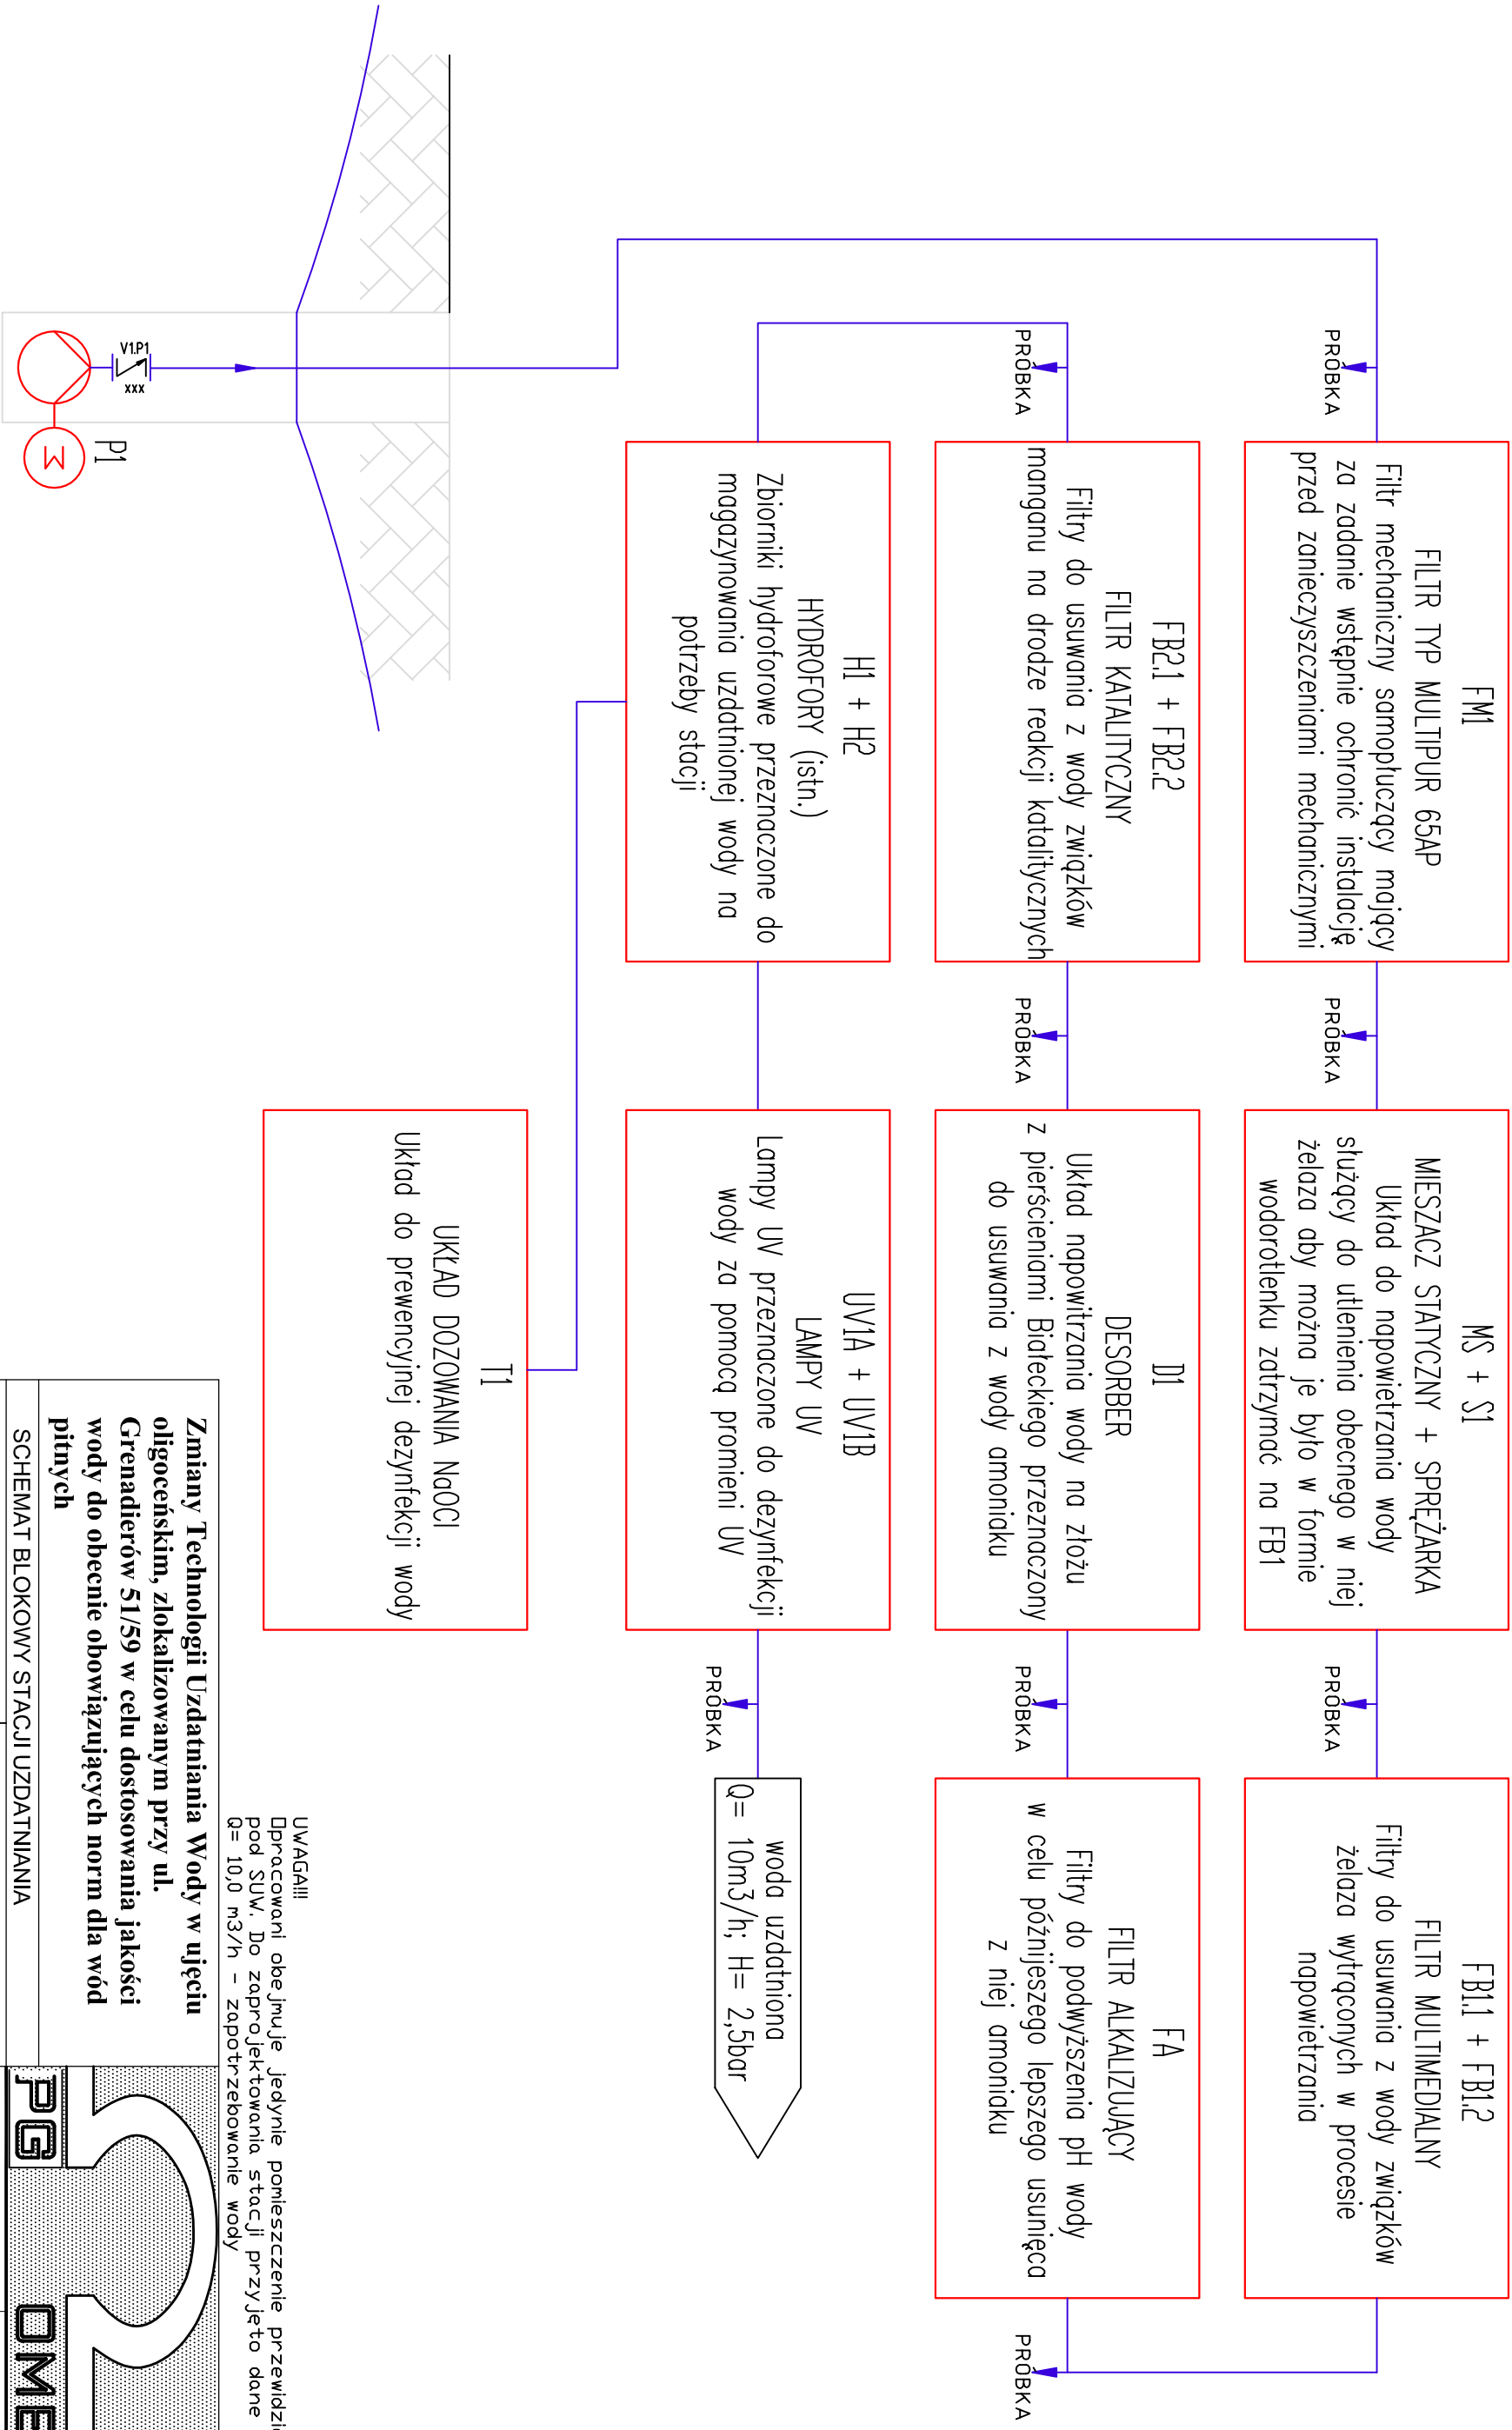 FM1
FILTR TYP MULTIPUR 65AP
Filtr mechaniczny samopłuczący mający
za zadanie wstępnie ochronić instalację
przed zanieczyszczeniami mechanicznymi
MS + S1
MIESZACZ STATYCZNY + SPRĘŻARKA
Układ do napowietrzania wody
służący do utlenienia obecnego w niej
żelaza aby można je było w formie
wodorotlenku zatrzymać na FB1
FB1.1 + FB1.2
FILTR MULTIMEDIALNY
Filtry do usuwania z wody związków
żelaza wytrąconych w procesie
napowietrzania
PRÓBKA
PRÓBKA
PRÓBKA
FB2.1 + FB2.2
FILTR KATALITYCZNY
Filtry do usuwania z wody związków
manganu na drodze reakcji katalitycznych
D1
DESORBER
Układ napowitrzania wody na złożu
z pierścieniami Białeckiego przeznaczony
do usuwania z wody amoniaku
FA
FILTR ALKALIZUJĄCY
Filtry do podwyższenia pH wody
w celu późnijeszego lepszego usunięca
z niej amoniaku
PRÓBKA
PRÓBKA
PRÓBKA
PRÓBKA
H1 + H2
HYDROFORY (istn.)
Zbiorniki hydroforowe przeznaczone do
magazynowania uzdatnionej wody na
potrzeby stacji
UV1A + UV1B
LAMPY UV
Lampy UV przeznaczone do dezynfekcji
wody za pomocą promieni UV
PRÓBKA
woda uzdatniona
Q= 10m3/h; H= 2,5bar
T1
UKŁAD DOZOWANIA NaOCl
Układ do prewencyjnej dezynfekcji wody
V1.P1
xxx
P1
M
UWAGA!!!
Opracowani obejmuje jedynie pomieszczenie
pod SUW. Do zaprojektowania stacji przyjęto dane
Q= 10,0 m3/h - zapotrzebowanie wody
Zmiany Technologii Uzdatniania Wody w ujęciu
oligoceńskim, zlokalizowanym przy ul.
Grenadierów 51/59 w celu dostosowania jakości
wody do obecnie obowiązujących norm dla wód
pitnych
SCHEMAT BLOKOWY STACJI UZDATNIANIA
PG OME